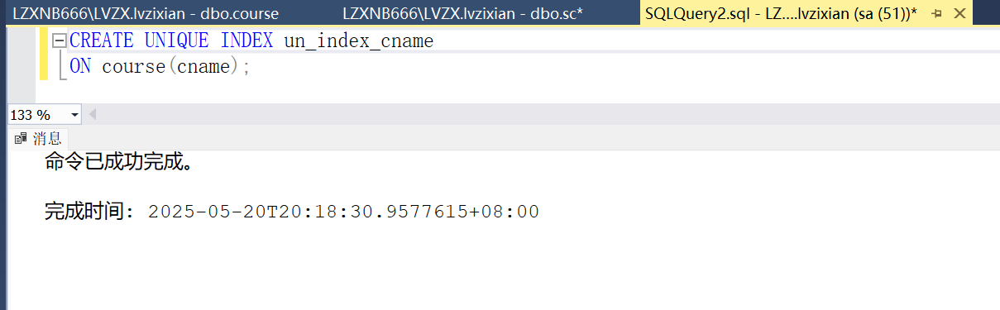 LZXNB666\LVZX.lvzixian - dbo.course LZXNB666\LVZX.lvzixian - dbo.sc* SQLQuery2.sql - LZ....lvzixian (sa (51))*
CREATE UNIQUE INDEX un_index_cname
ON course(cname);
133 %
消息
命令已成功完成。
完成时间: 2025-05-20T20:18:30.9577615+08:00